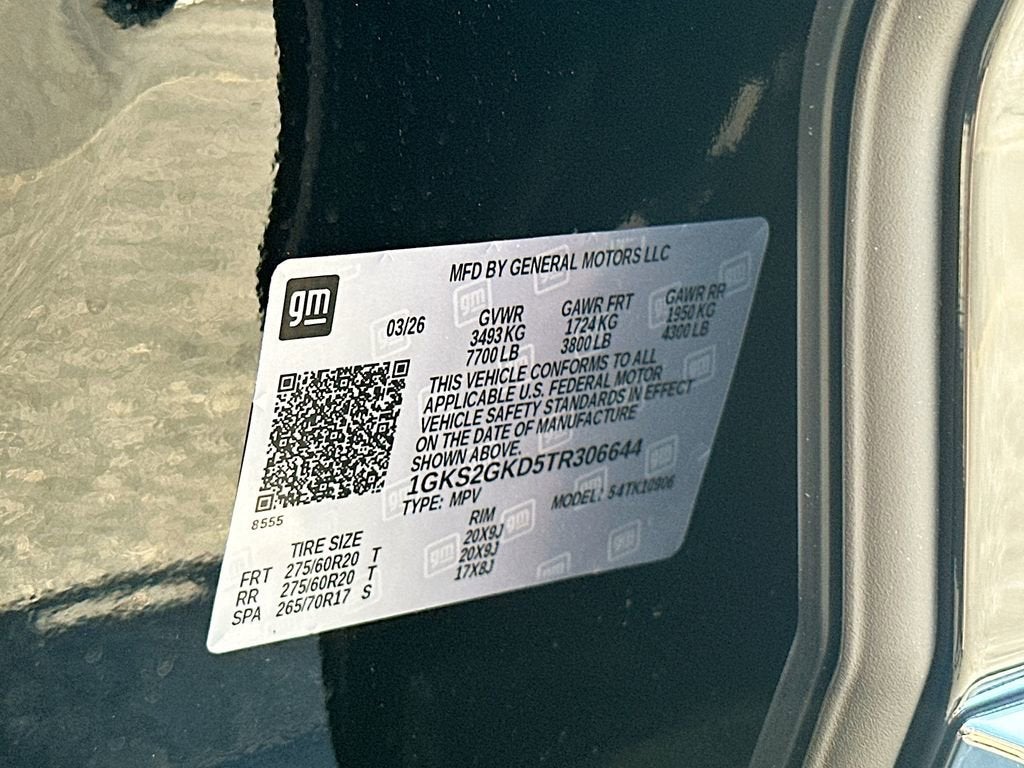 MFD BY GENERAL MOTORS LLC
gm
03/26
GVWR GAWR FRT GAWR RR
3493 KG 1724 KG 1950 KG
7700 LB 3800 LB 4300 LB
THIS VEHICLE CONFORMS TO ALL
APPLICABLE U.S. FEDERAL MOTOR
VEHICLE SAFETY STANDARDS IN EFFECT
ON THE DATE OF MANUFACTURE
SHOWN ABOVE.
1GKS2GKD5TR306644
TYPE: MPV MODEL: 54TK10906
8555
TIRE SIZE RIM
FRT 275/60R20 T 20X9J
RR 275/60R20 T 20X9J
SPA 265/70R17 S 17X8J